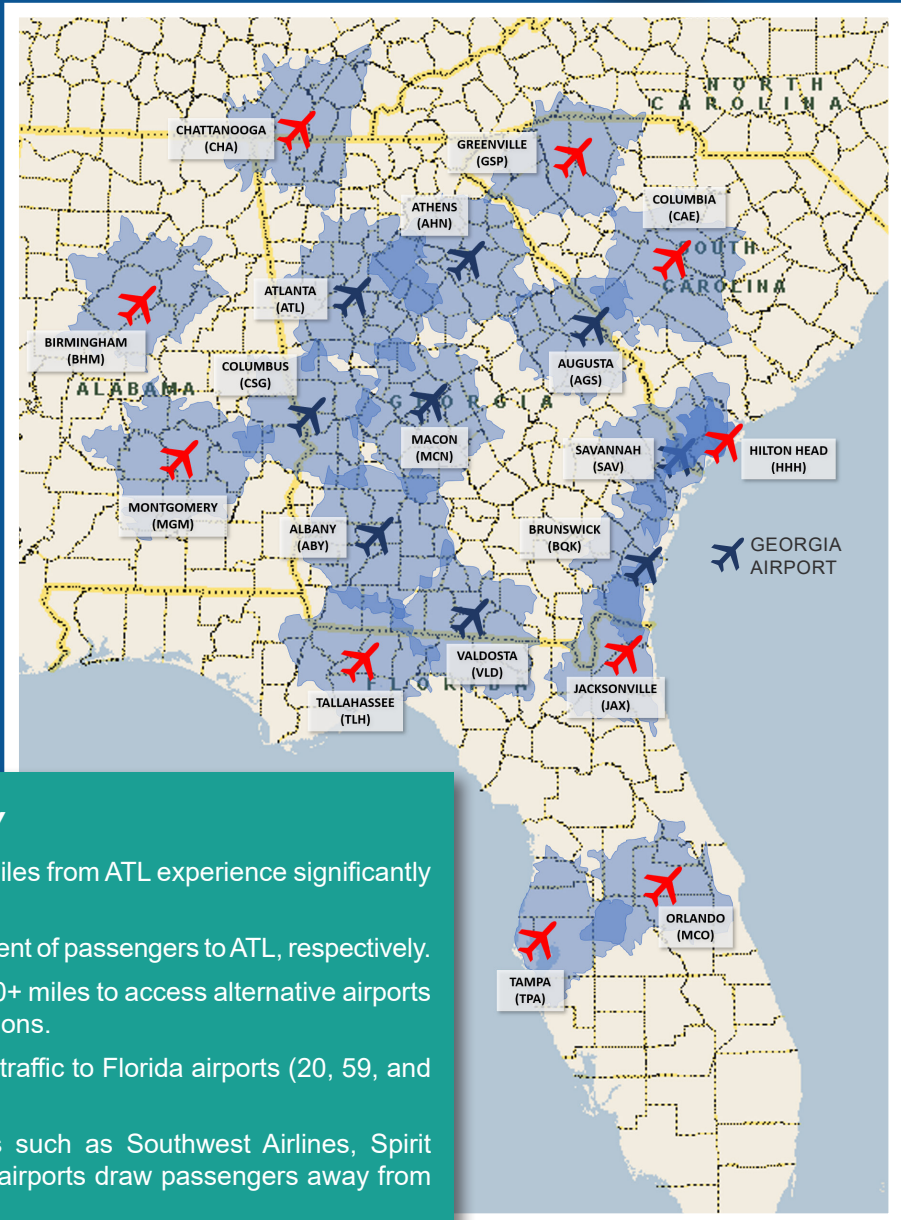 NORTH
CAROLINA
CHATTANOOGA
(CHA)
GREENVILLE
(GSP)
ATHENS
(AHN)
COLUMBIA
(CAE)
SOUTH
CAROLINA
ATLANTA
(ATL)
BIRMINGHAM
(BHM)
COLUMBUS
(CSG)
AUGUSTA
(AGS)
ALABAMA
GEORGIA
MACON
(MCN)
SAVANNAH
(SAV)
HILTON HEAD
(HHH)
MONTGOMERY
(MGM)
ALBANY
(ABY)
BRUNSWICK
(BQK)
GEORGIA
AIRPORT
VALDOSTA
(VLD)
FLORIDA
TALLAHASSEE
(TLH)
JACKSONVILLE
(JAX)
ORLANDO
(MCO)
TAMPA
(TPA)
iles from ATL experience significantly
ent of passengers to ATL, respectively.
0+ miles to access alternative airports
ons.
traffic to Florida airports (20, 59, and
s such as Southwest Airlines, Spirit
airports draw passengers away from